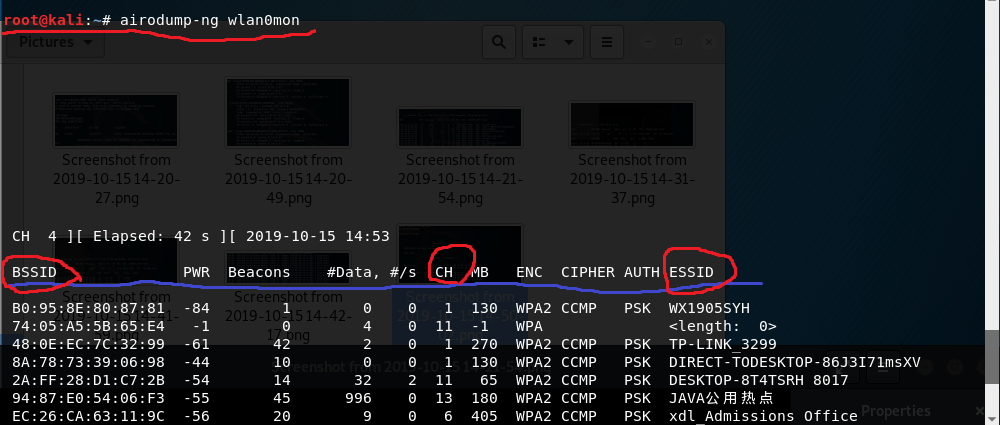 root@kali:~# airodump-ng wlan0mon
Pictures
Screenshot from 2019-10-15 14-20-27.png
Screenshot from 2019-10-15 14-20-49.png
Screenshot from 2019-10-15 14-21-54.png
Screenshot from 2019-10-15 14-31-37.png
CH  4 ][ Elapsed: 42 s ][ 2019-10-15 14:53
BSSID              PWR  Beacons    #Data, #/s  CH  MB   ENC  CIPHER AUTH ESSID
B0:95:8E:80:87:81  -84        1        0    0   1  130  WPA2 CCMP   PSK  WX1905SYH
74:05:A5:5B:65:E4   -1        0        4    0  11  -1   WPA              <length:  0>
48:0E:EC:7C:32:99  -61       42        2    0   1  270  WPA2 CCMP   PSK  TP-LINK_3299
8A:78:73:39:06:98  -44       10        0    0   1  130  WPA2 CCMP   PSK  DIRECT-TODESKTOP-86J3I71msXV
2A:FF:28:D1:C7:2B  -54       14       32    2  11   65  WPA2 CCMP   PSK  DESKTOP-8T4TSRH 8017
94:87:E0:54:06:F3  -55       45      996    0  13  180  WPA2 CCMP   PSK  JAVA公用热点
EC:26:CA:63:11:9C  -56       20        9    0   6  405  WPA2 CCMP   PSK  xdl_Admissions Office
Properties